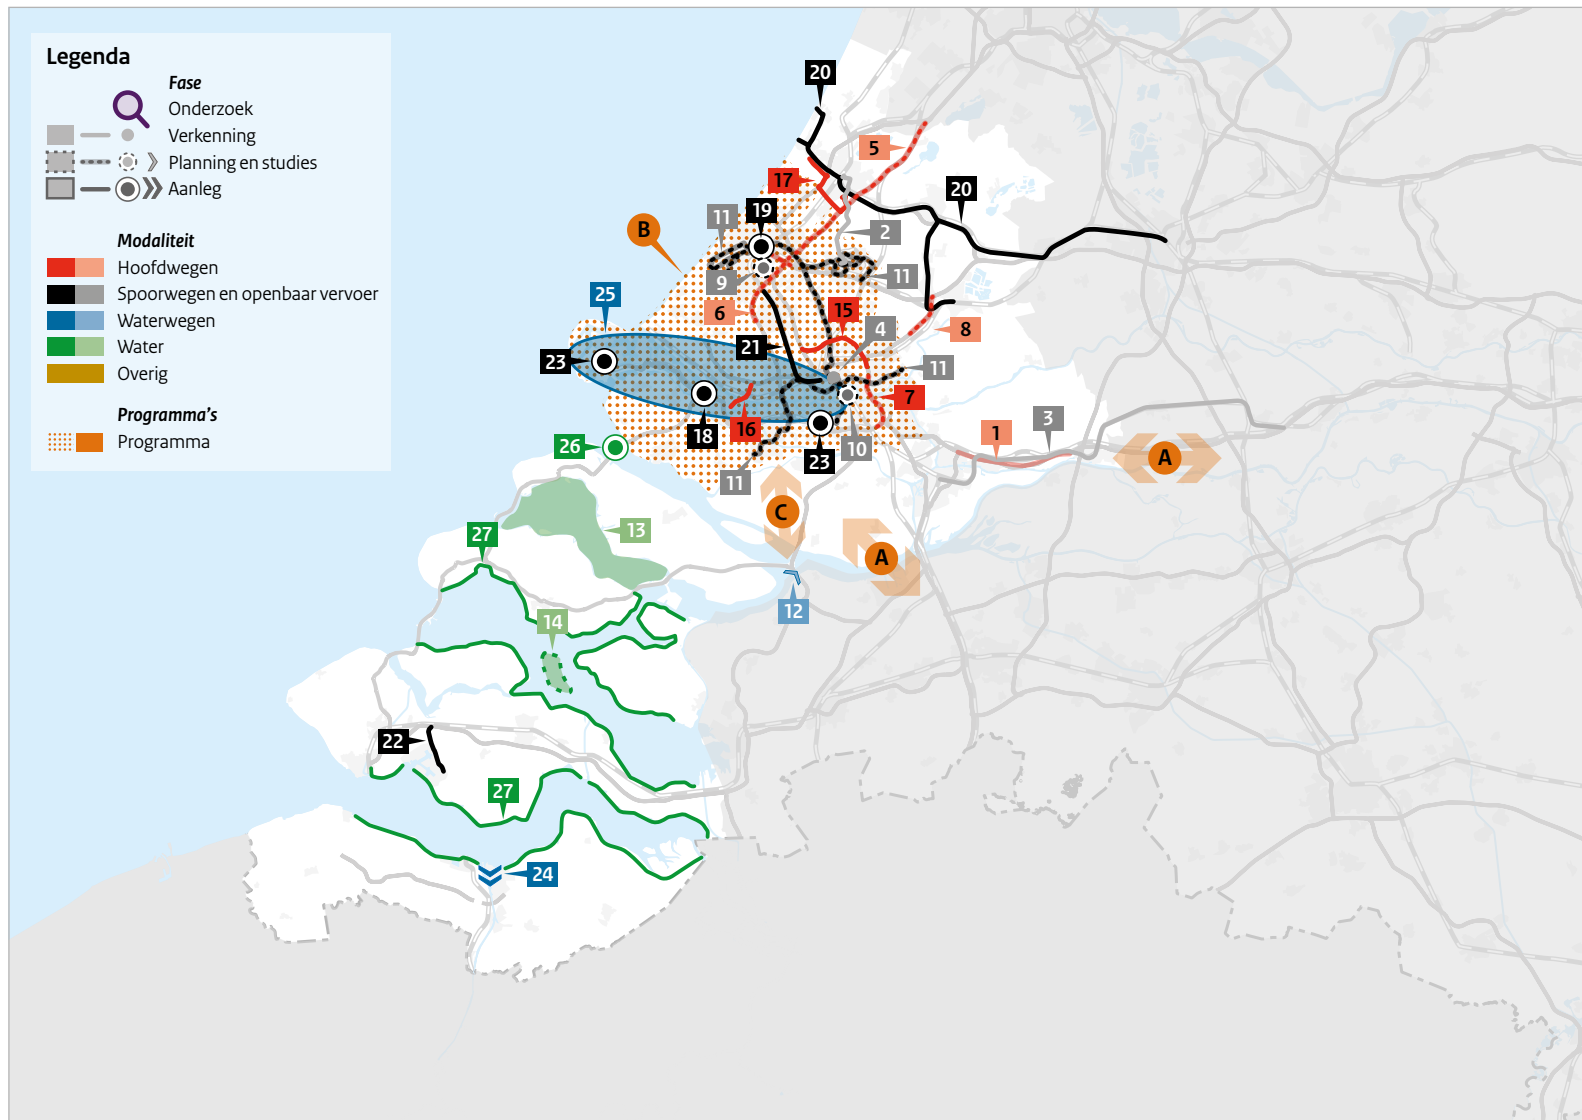 Legenda
Fase
Onderzoek
Verkenning
Planning en studies
Aanleg
Modaliteit
Hoofdwegen
Spoorwegen en openbaar vervoer
Waterwegen
Water
Overig
Programma's
Programma
20
5
17
20
11
19
B
2
9
11
25
6
15
4
8
21
23
11
7
18
16
1
3
26
23
10
A
11
C
13
27
A
12
14
22
27
24